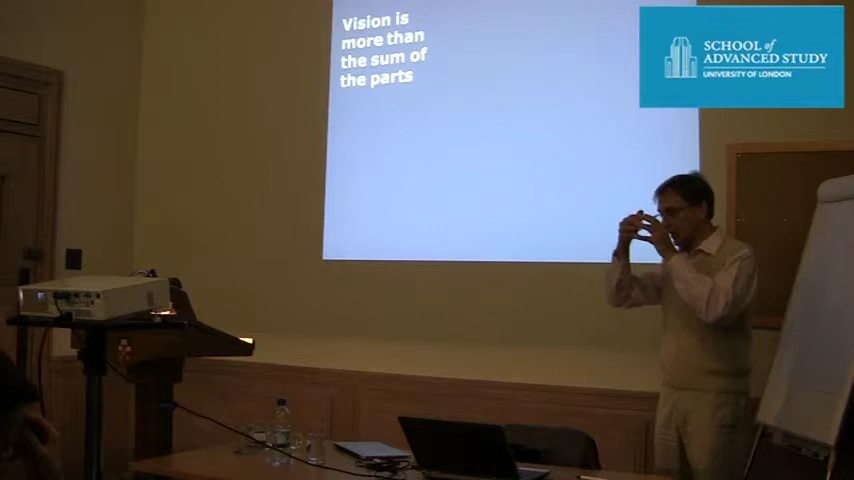 Vision is
more than
the sum of
the parts
SCHOOL of
ADVANCED STUDY
UNIVERSITY OF LONDON